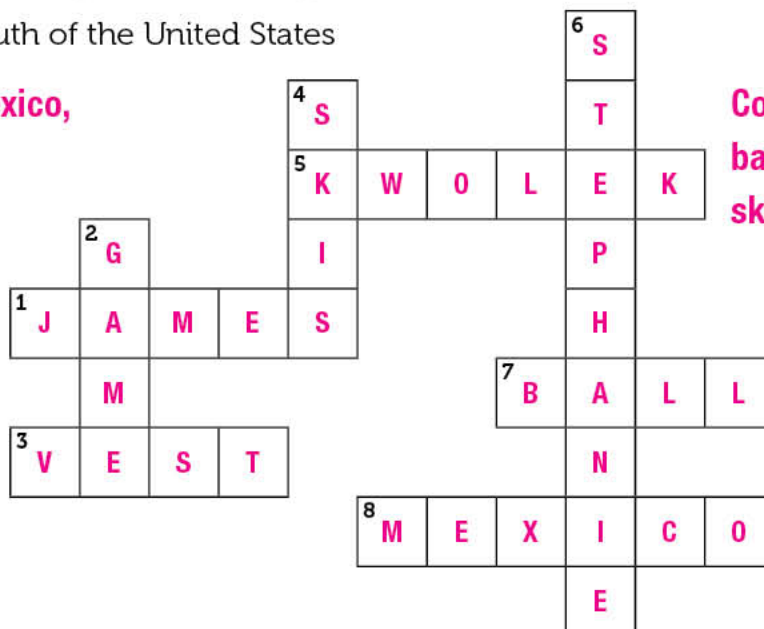 uth of the United States
6 S
xico,
4 S T Co
5 K W O L E K
ba
2 G I P
sk
1 J A M E S H
M 7 B A L L
3 V E S T N
8 M E X I C O
E